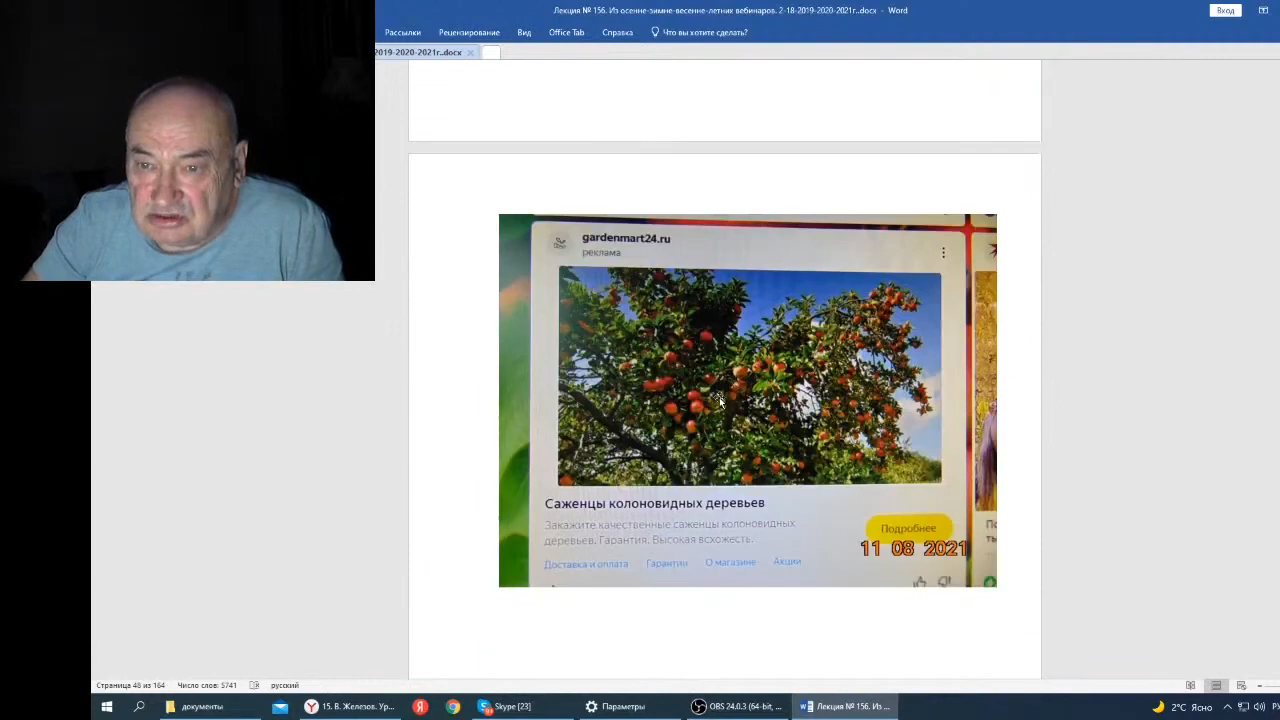 Лекция № 156. Из осенне-зимне-весенне-летних вебинаров. 2-18-2019-2020-2021г..docx - Word
Вход
Рассылки Рецензирование Вид Office Tab Справка Что вы хотите сделать?
2019-2020-2021г..docx
gardenmart24.ru
реклама
Саженцы колоновидных деревьев
Закажите качественные саженцы колоновидных
деревьев. Гарантия. Высокая всхожесть.
Подробнее
11 08 2021
Доставка и оплата Гарантии О магазине Акции
Страница 48 из 164 Число слов: 5741 русский
документы 15. В. Железов. Ур... Skype [23] Параметры OBS 24.0.3 (64-bit, ... Лекция № 156. Из ... 2°C Ясно